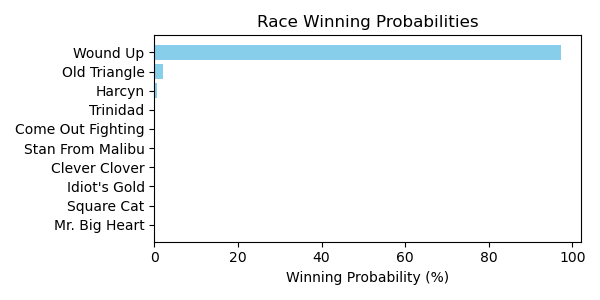 Race Winning Probabilities
Wound Up
Old Triangle
Harcyn
Trinidad
Come Out Fighting
Stan From Malibu
Clever Clover
Idiot's Gold
Square Cat
Mr. Big Heart
0 20 40 60 80 100
Winning Probability (%)